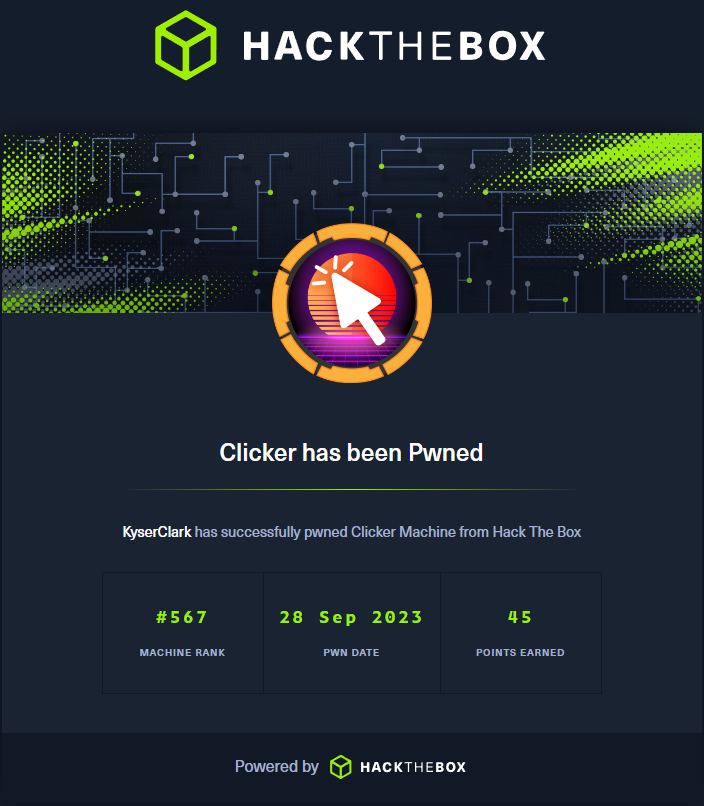 HACKTHEBOX
Clicker has been Pwned
KyserClark has successfully pwned Clicker Machine from Hack The Box
#567 28 Sep 2023 45
MACHINE RANK PWN DATE POINTS EARNED
Powered by HACKTHEBOX